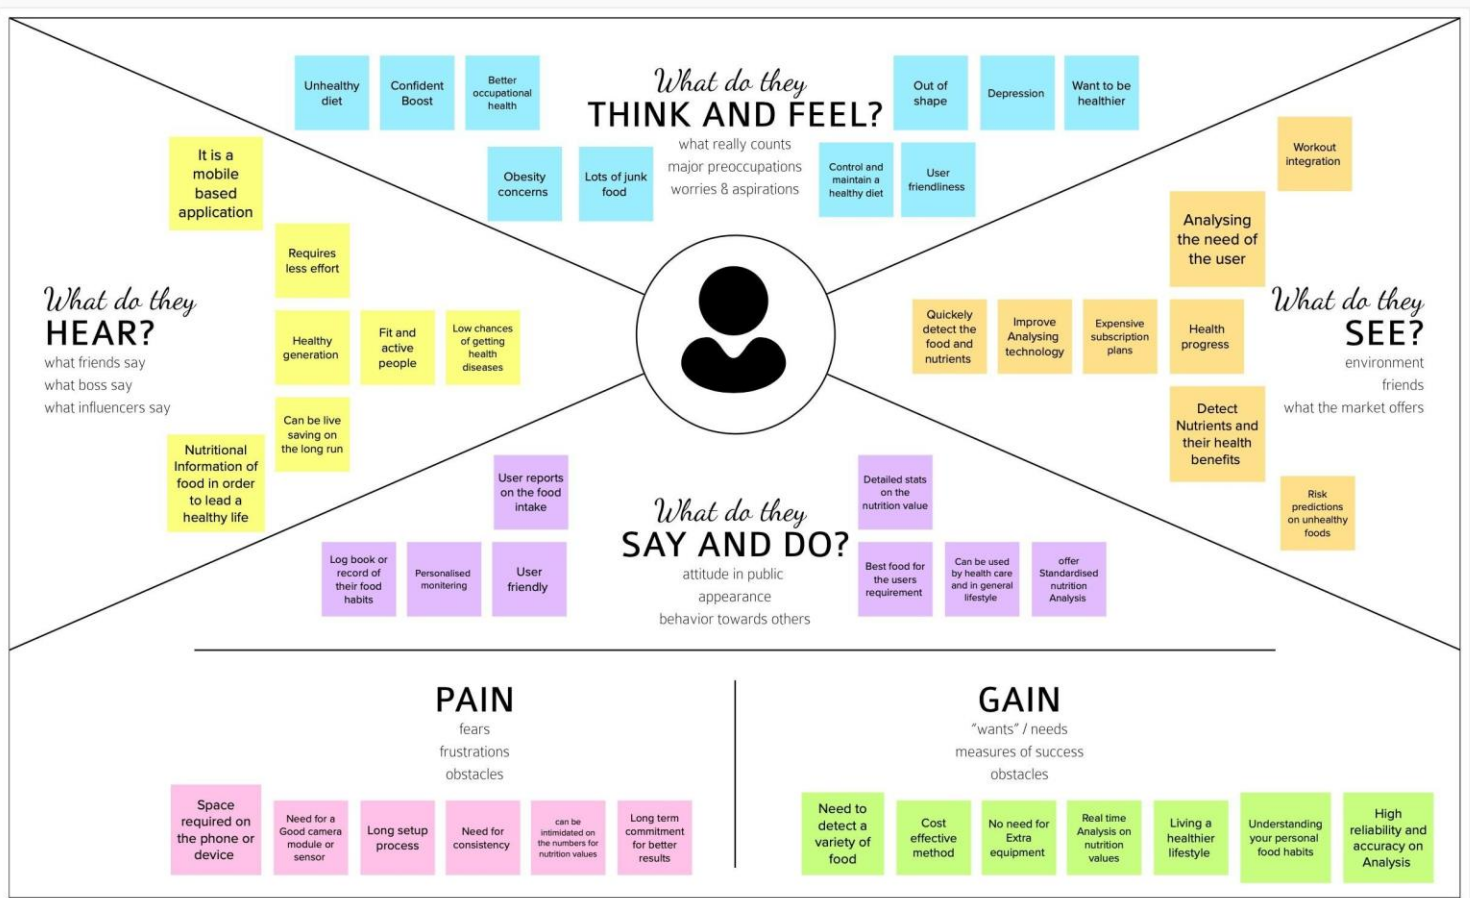 What do they
THINK AND FEEL?
what really counts
major preoccupations
worries & aspirations
Unhealthy
diet
Confident
Boost
Better
occupational
health
Obesity
concerns
Lots of junk
food
Out of
shape
Depression
Want to be
healthier
Control and
maintain a
healthy diet
User
friendliness
What do they
HEAR?
what friends say
what boss say
what influencers say
It is a
mobile
based
application
Requires
less effort
Healthy
generation
Fit and
active
people
Low chances
of getting
health
diseases
Can be live
saving on
the long run
Nutritional
Information of
food in order
to lead a
healthy life
What do they
SEE?
environment
friends
what the market offers
Workout
integration
Analysing
the need of
the user
Quickely
detect the
food and
nutrients
Improve
Analysing
technology
Expensive
subscription
plans
Health
progress
Detect
Nutrients and
their health
benefits
Risk
predictions
on unhealthy
foods
What do they
SAY AND DO?
attitude in public
appearance
behavior towards others
User reports
on the food
intake
Log book or
record of
their food
habits
Personalised
monitering
User
friendly
Detailed stats
on the
nutrition value
Best food for
the users
requirement
Can be used
by health care
and in general
lifestyle
offer
Standardised
nutrition
Analysis
PAIN
fears
frustrations
obstacles
Space
required on
the phone or
device
Need for a
Good camera
module or
sensor
Long setup
process
Need for
consistency
can be
intimidated on
the numbers for
nutrition values
Long term
commitment
for better
results
GAIN
“wants” / needs
measures of success
obstacles
Need to
detect a
variety of
food
Cost
effective
method
No need for
Extra
equipment
Real time
Analysis on
nutrition
values
Living a
healthier
lifestyle
Understanding
your personal
food habits
High
reliability and
accuracy on
Analysis